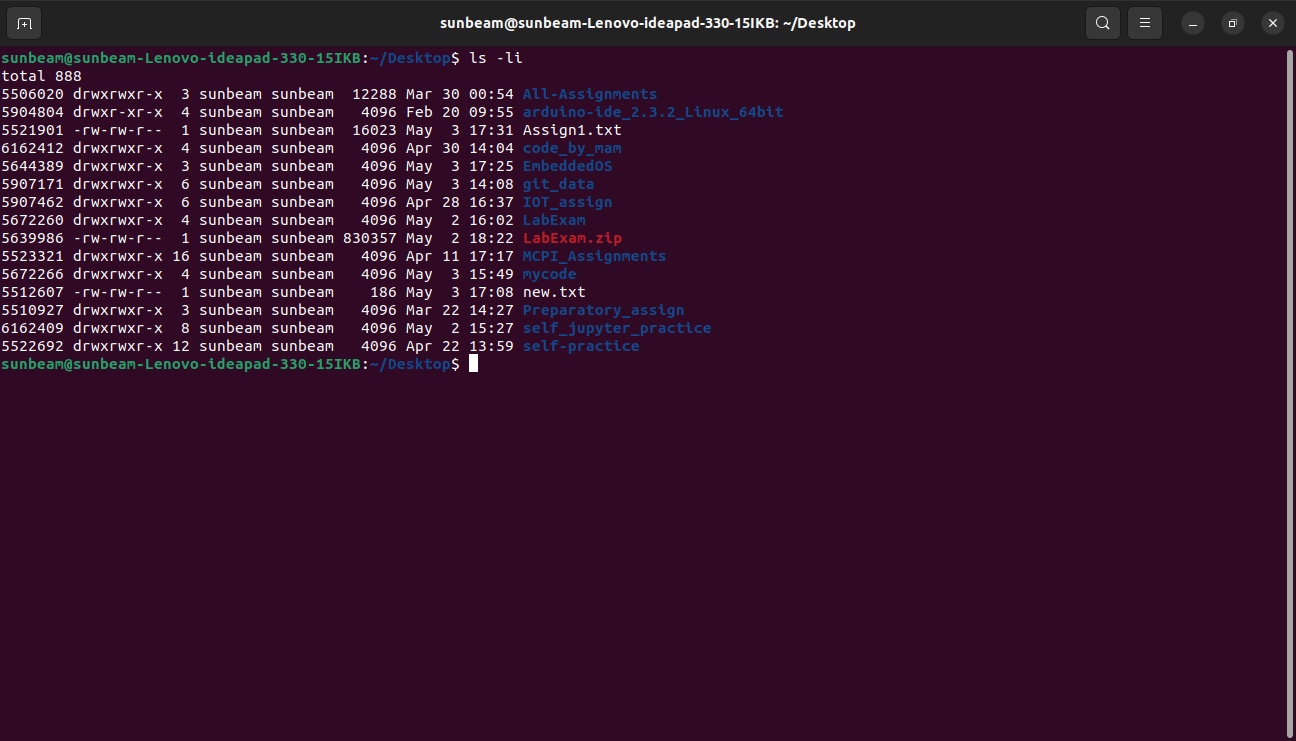 sunbeam@sunbeam-Lenovo-ideapad-330-15IKB: ~/Desktop
sunbeam@sunbeam-Lenovo-ideapad-330-15IKB:~/Desktop$ ls -li
total 888
5506020 drwxrwxr-x  3 sunbeam sunbeam  12288 Mar 30 00:54 All-Assignments
5904804 drwxr-xr-x  4 sunbeam sunbeam   4096 Feb 20 09:55 arduino-ide_2.3.2_Linux_64bit
5521901 -rw-rw-r--  1 sunbeam sunbeam  16023 May  3 17:31 Assign1.txt
6162412 drwxrwxr-x  4 sunbeam sunbeam   4096 Apr 30 14:04 code_by_mam
5644389 drwxrwxr-x  3 sunbeam sunbeam   4096 May  3 17:25 EmbeddedOS
5907171 drwxrwxr-x  6 sunbeam sunbeam   4096 May  3 14:08 git_data
5907462 drwxrwxr-x  6 sunbeam sunbeam   4096 Apr 28 16:37 IOT_assign
5672260 drwxrwxr-x  4 sunbeam sunbeam   4096 May  2 16:02 LabExam
5639986 -rw-rw-r--  1 sunbeam sunbeam 830357 May  2 18:22 LabExam.zip
5523321 drwxrwxr-x 16 sunbeam sunbeam   4096 Apr 11 17:17 MCPI_Assignments
5672266 drwxrwxr-x  4 sunbeam sunbeam   4096 May  3 15:49 mycode
5512607 -rw-rw-r--  1 sunbeam sunbeam    186 May  3 17:08 new.txt
5510927 drwxrwxr-x  3 sunbeam sunbeam   4096 Mar 22 14:27 Preparatory_assign
6162409 drwxrwxr-x  8 sunbeam sunbeam   4096 May  2 15:27 self_jupyter_practice
5522692 drwxrwxr-x 12 sunbeam sunbeam   4096 Apr 22 13:59 self-practice
sunbeam@sunbeam-Lenovo-ideapad-330-15IKB:~/Desktop$